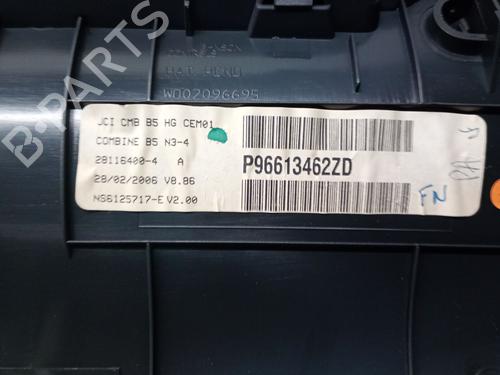 B-PARTS
W002096695
JCI CMB B5 HG CEM01
COMBINE B5 N3-4
28116400-4 A
28/02/2006 V8.86
NS6125717-E V2.00
P96613462ZD
FN